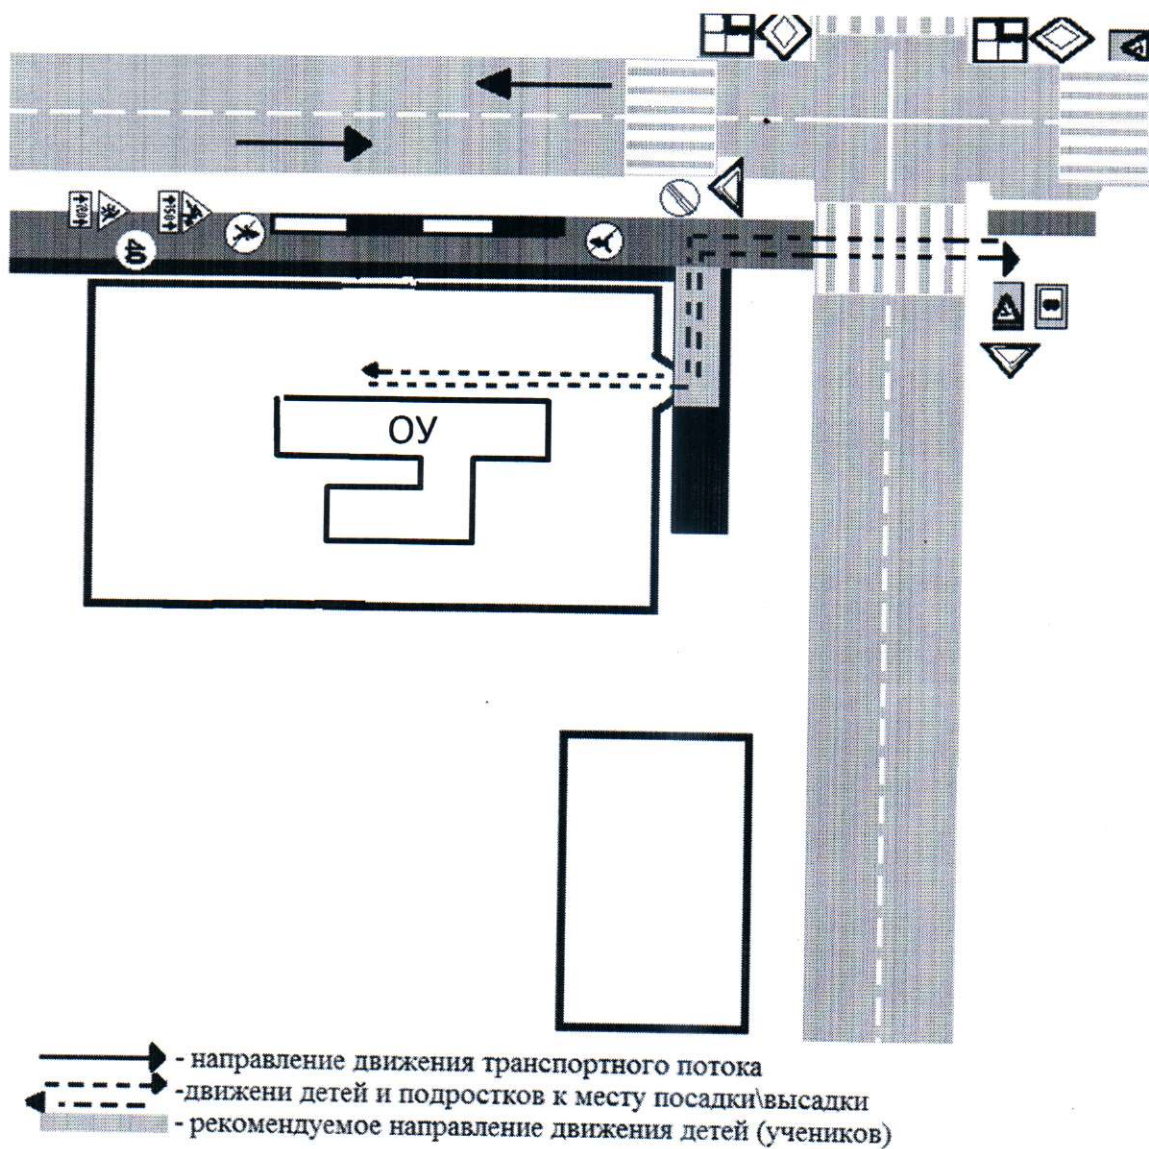 40
ОУ
- направление движения транспортного потока
-движени детей и подростков к месту посадки\высадки
- рекомендуемое направление движения детей (учеников)